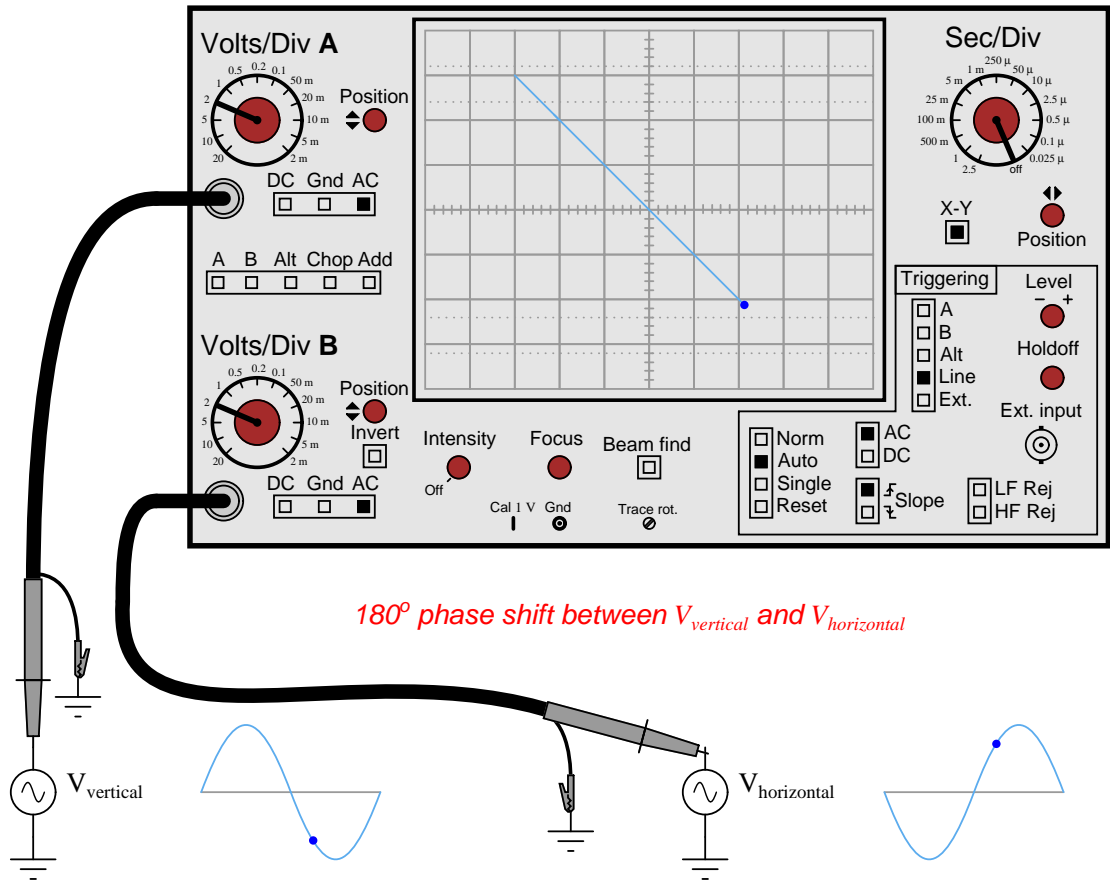 Volts/Div A
20
10
5
2
1
0.5
0.2
0.1
50 m
20 m
10 m
5 m
2 m
Position
DC Gnd AC
A B Alt Chop Add
Volts/Div B
20
10
5
2
1
0.5
0.2
0.1
50 m
20 m
10 m
5 m
2 m
Position
Invert
DC Gnd AC
Intensity
Off
Focus
Beam find
Cal 1 V Gnd
Trace rot.
Sec/Div
250 µ
1 m
50 µ
5 m
10 µ
25 m
2.5 µ
100 m
0.5 µ
500 m
0.1 µ
1
0.025 µ
2.5
off
X-Y
Position
Triggering
A
B
Alt
Line
Ext.
Level
− +
Holdoff
Ext. input
Norm
Auto
Single
Reset
AC
DC
Slope
LF Rej
HF Rej
180o phase shift between Vvertical and Vhorizontal
Vvertical
Vhorizontal